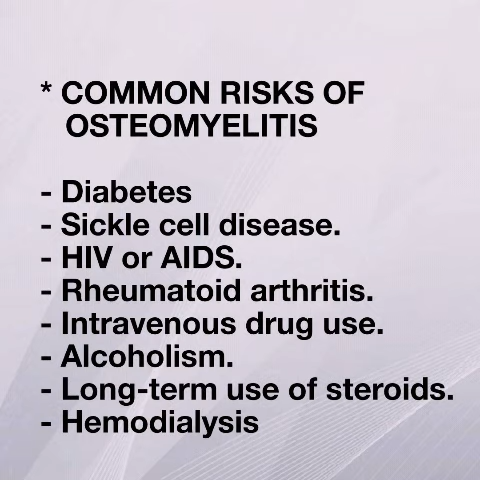 * COMMON RISKS OF
OSTEOMYELITIS
- Diabetes
- Sickle cell disease.
- HIV or AIDS.
- Rheumatoid arthritis.
- Intravenous drug use.
- Alcoholism.
- Long-term use of steroids.
- Hemodialysis